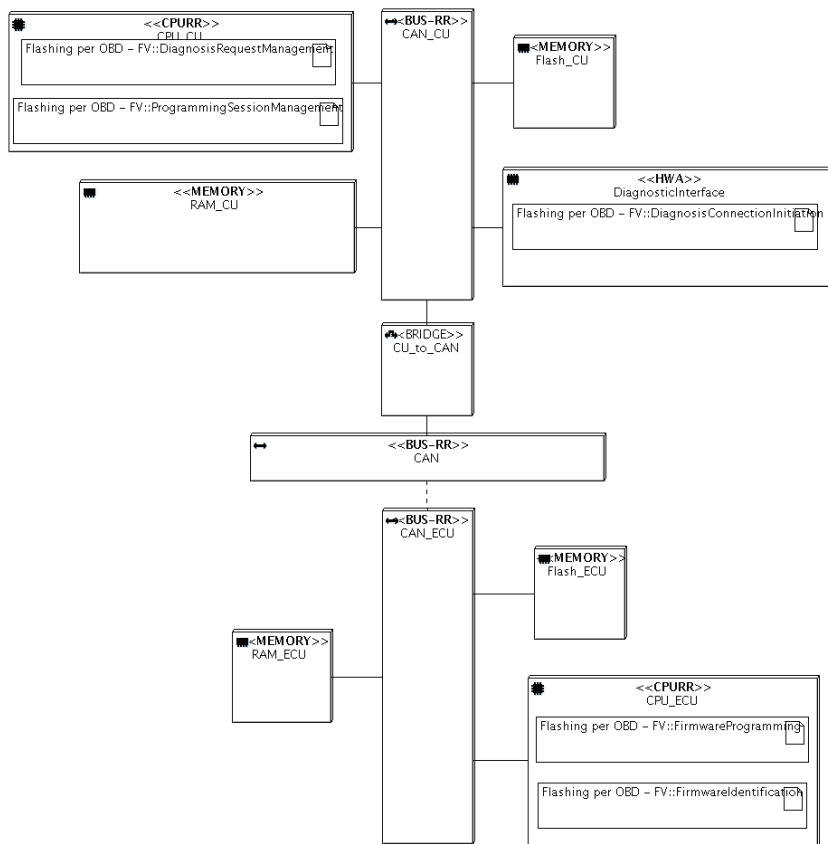 <<CPURR>>
CPU_CU
Flashing per OBD – FV::DiagnosisRequestManagement
Flashing per OBD – FV::ProgrammingSessionManagement
<<BUS-RR>>
CAN_CU
<<MEMORY>>
Flash_CU
<<MEMORY>>
RAM_CU
<<HWA>>
DiagnosticInterface
Flashing per OBD – FV::DiagnosisConnectionInitiation
<<BRIDGE>>
CU_to_CAN
<<BUS-RR>>
CAN
<<BUS-RR>>
CAN_ECU
<<MEMORY>>
Flash_ECU
<<MEMORY>>
RAM_ECU
<<CPURR>>
CPU_ECU
Flashing per OBD – FV::FirmwareProgramming
Flashing per OBD – FV::FirmwareIdentification